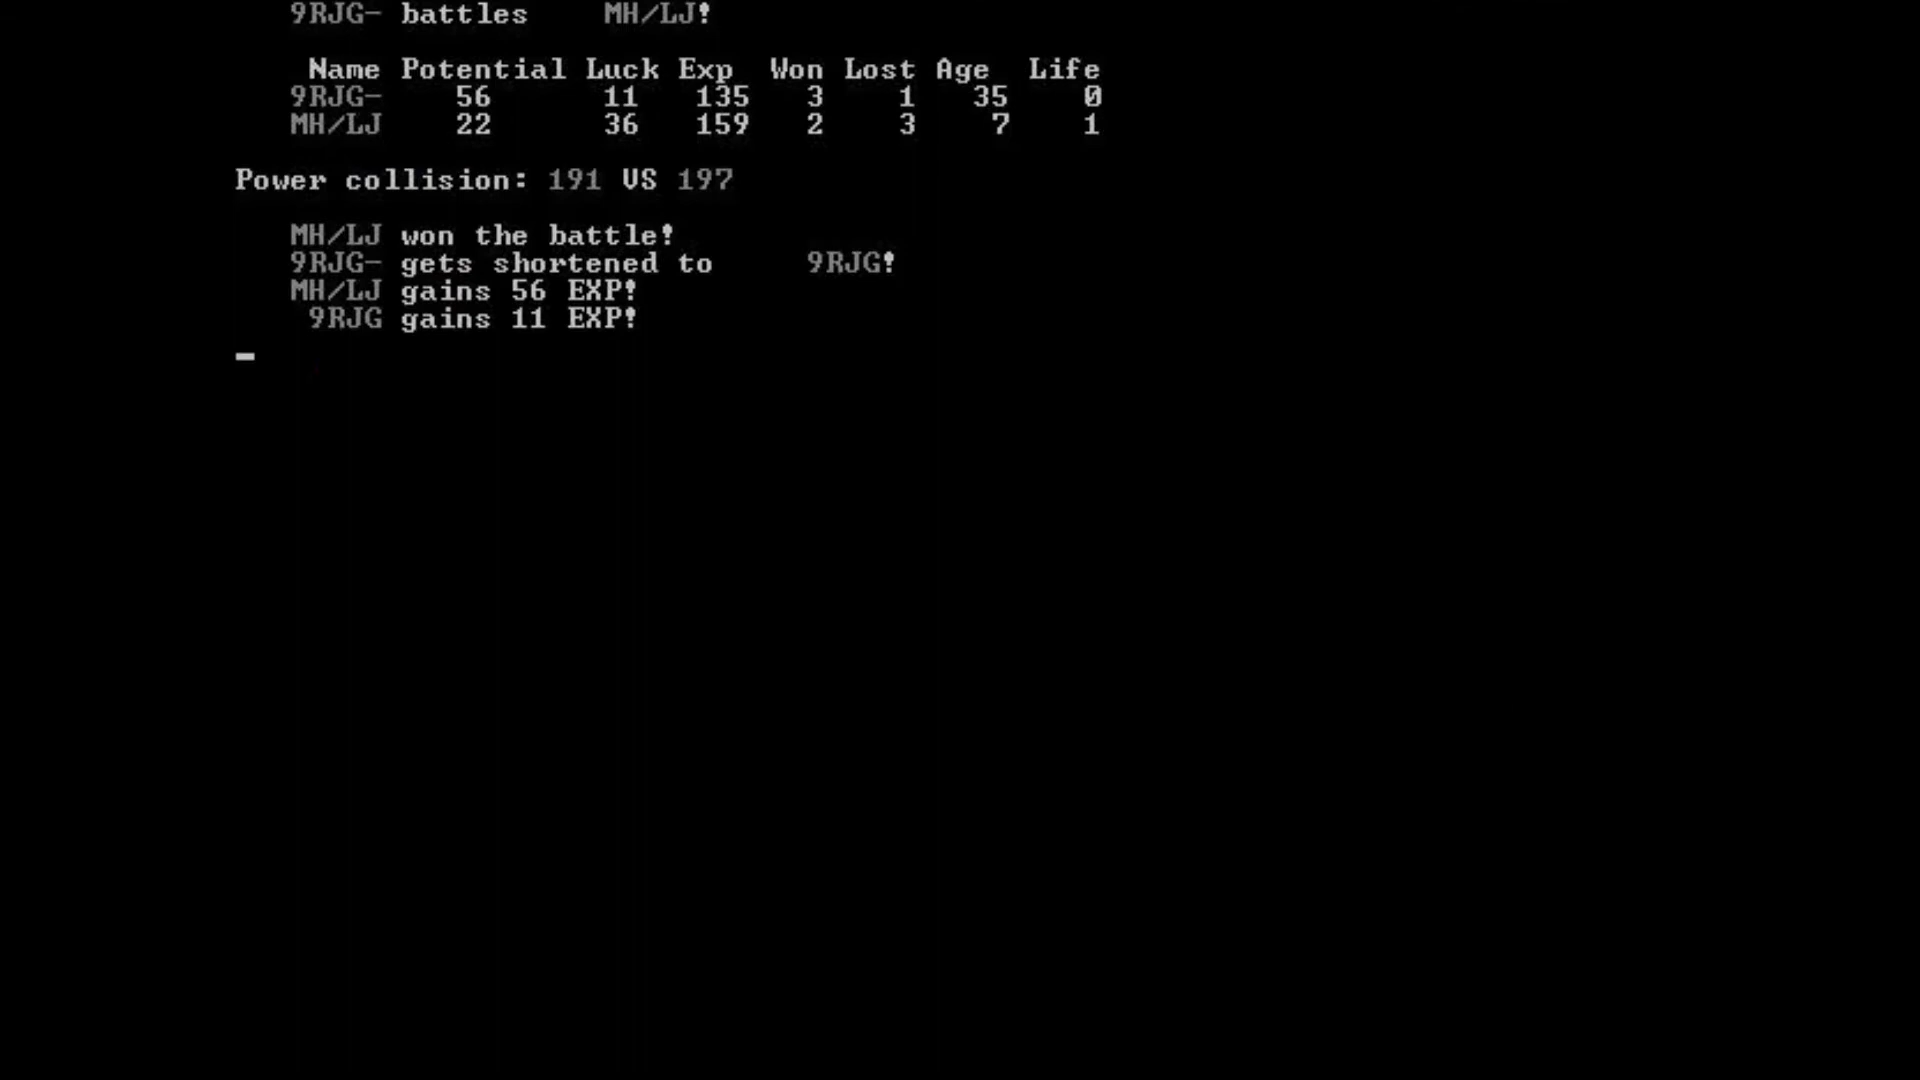 9RJG- battles MH/LJ!
Name Potential Luck Exp Won Lost Age Life
9RJG- 56 11 135 3 1 35 0
MH/LJ 22 36 159 2 3 7 1
Power collision: 191 VS 197
MH/LJ won the battle!
9RJG- gets shortened to 9RJG!
MH/LJ gains 56 EXP!
9RJG gains 11 EXP!